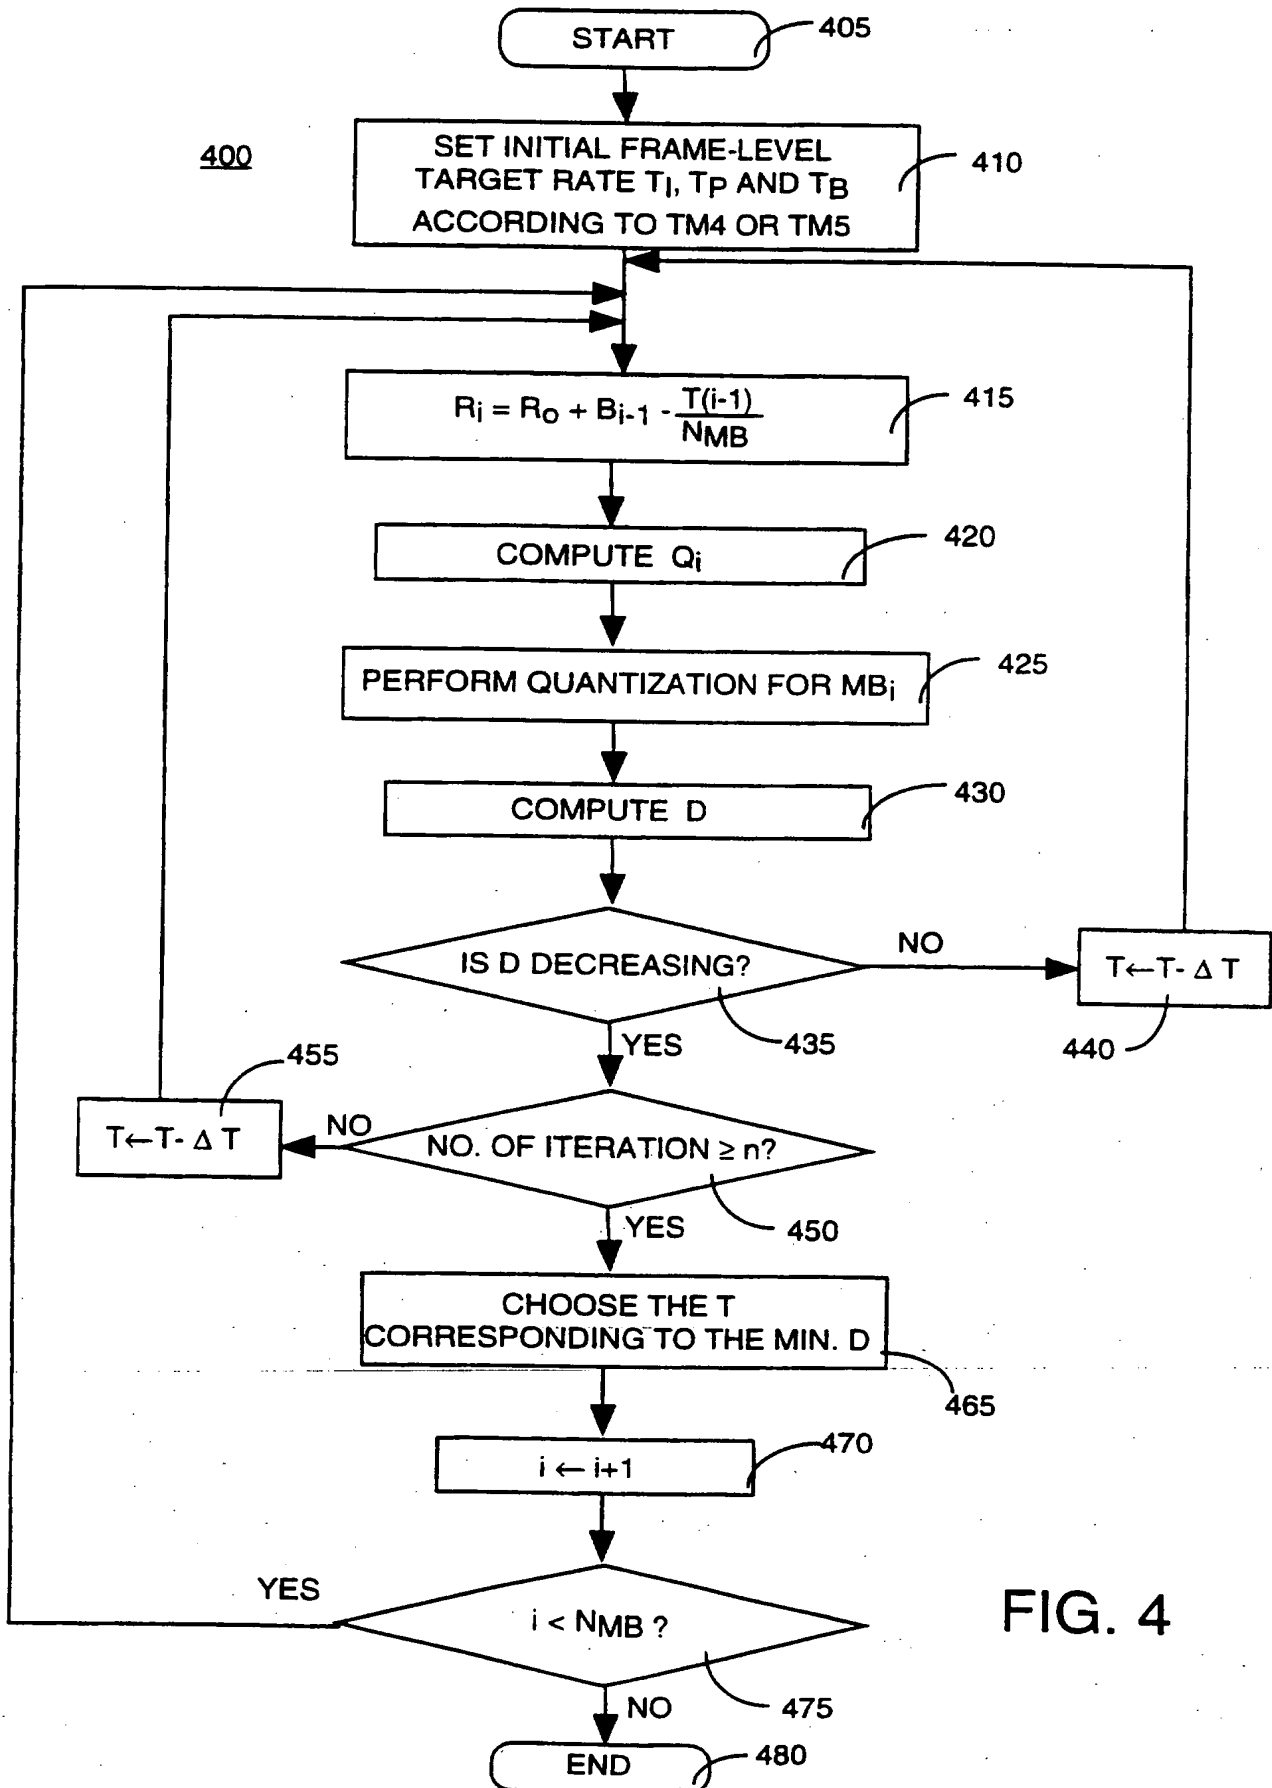 START
405
400
SET INITIAL FRAME-LEVEL
TARGET RATE TI, TP AND TB
ACCORDING TO TM4 OR TM5
410
Ri = Ro + Bi-1 - T(i-1)/NMB
415
COMPUTE Qi
420
PERFORM QUANTIZATION FOR MBi
425
COMPUTE D
430
IS D DECREASING?
NO
435
YES
T←T- Δ T
440
455
T←T- Δ T
NO
NO. OF ITERATION ≥ n?
450
YES
CHOOSE THE T
CORRESPONDING TO THE MIN. D
465
i ← i+1
470
YES
i < NMB ?
475
NO
END
480
FIG. 4